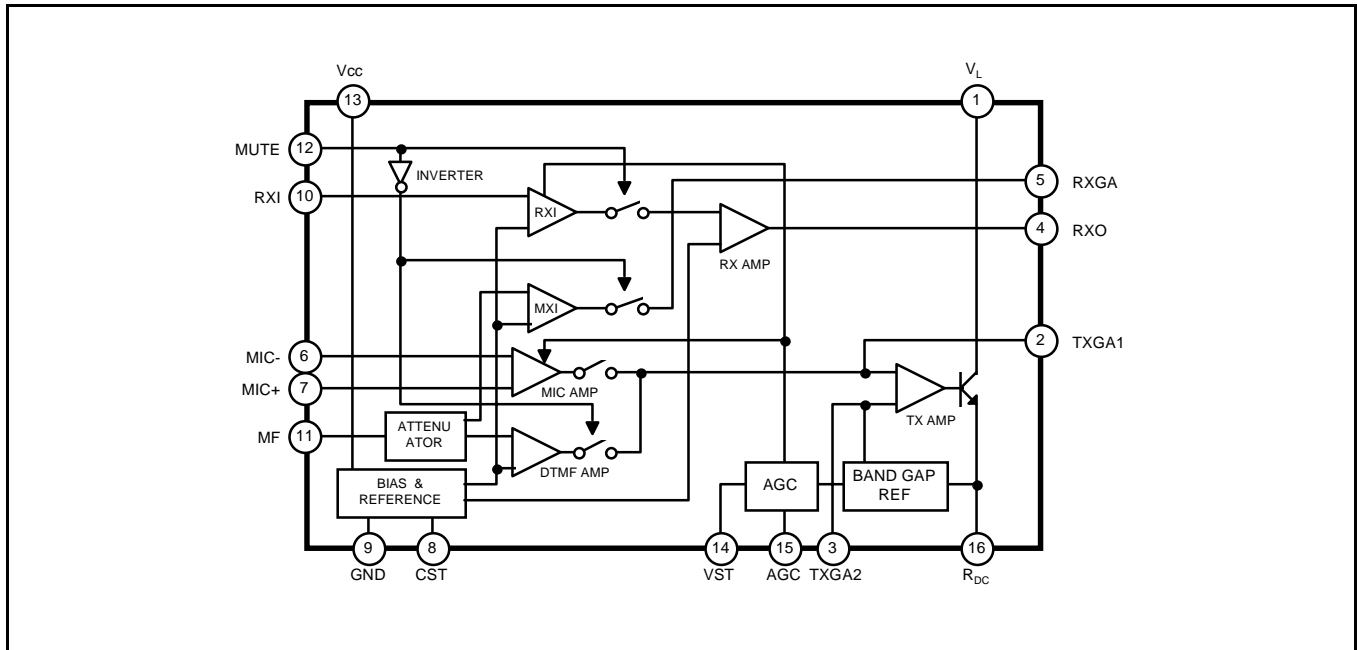 Vcc
13
VL
1
MUTE
12
INVERTER
RXI
10
RXI
RX AMP
5
RXGA
4
RXO
MXI
MIC-
6
MIC+
7
MIC AMP
2
TXGA1
TX AMP
MF
11
ATTENU
ATOR
DTMF AMP
BIAS &
REFERENCE
AGC
BAND GAP
REF
9
GND
8
CST
14
VST
15
AGC
3
TXGA2
16
RDC